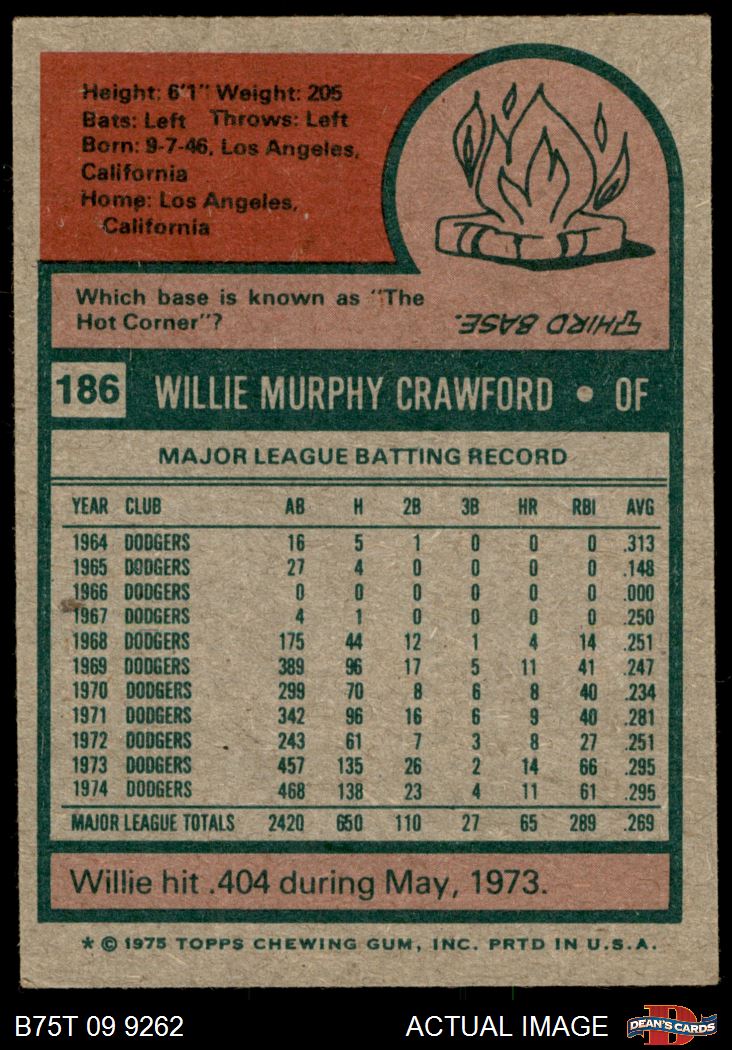 Height: 6'1" Weight: 205
Bats: Left Throws: Left
Born: 9-7-46, Los Angeles,
California
Home: Los Angeles,
California
Which base is known as "The
Hot Corner"?
THIRD BASE.
186 WILLIE MURPHY CRAWFORD • OF
MAJOR LEAGUE BATTING RECORD
YEAR CLUB AB H 2B 3B HR RBI AVG
1964 DODGERS 16 5 1 0 0 0 .313
1965 DODGERS 27 4 0 0 0 0 .148
1966 DODGERS 0 0 0 0 0 0 .000
1967 DODGERS 4 1 0 0 0 0 .250
1968 DODGERS 175 44 12 1 4 14 .251
1969 DODGERS 389 96 17 5 11 41 .247
1970 DODGERS 299 70 8 6 8 40 .234
1971 DODGERS 342 96 16 6 9 40 .281
1972 DODGERS 243 61 7 3 8 27 .251
1973 DODGERS 457 135 26 2 14 66 .295
1974 DODGERS 468 138 23 4 11 61 .295
MAJOR LEAGUE TOTALS 2420 650 110 27 65 289 .269
Willie hit .404 during May, 1973.
* © 1975 TOPPS CHEWING GUM, INC. PRTD IN U.S.A.
B75T 09 9262 ACTUAL IMAGE DEAN'S CARDS